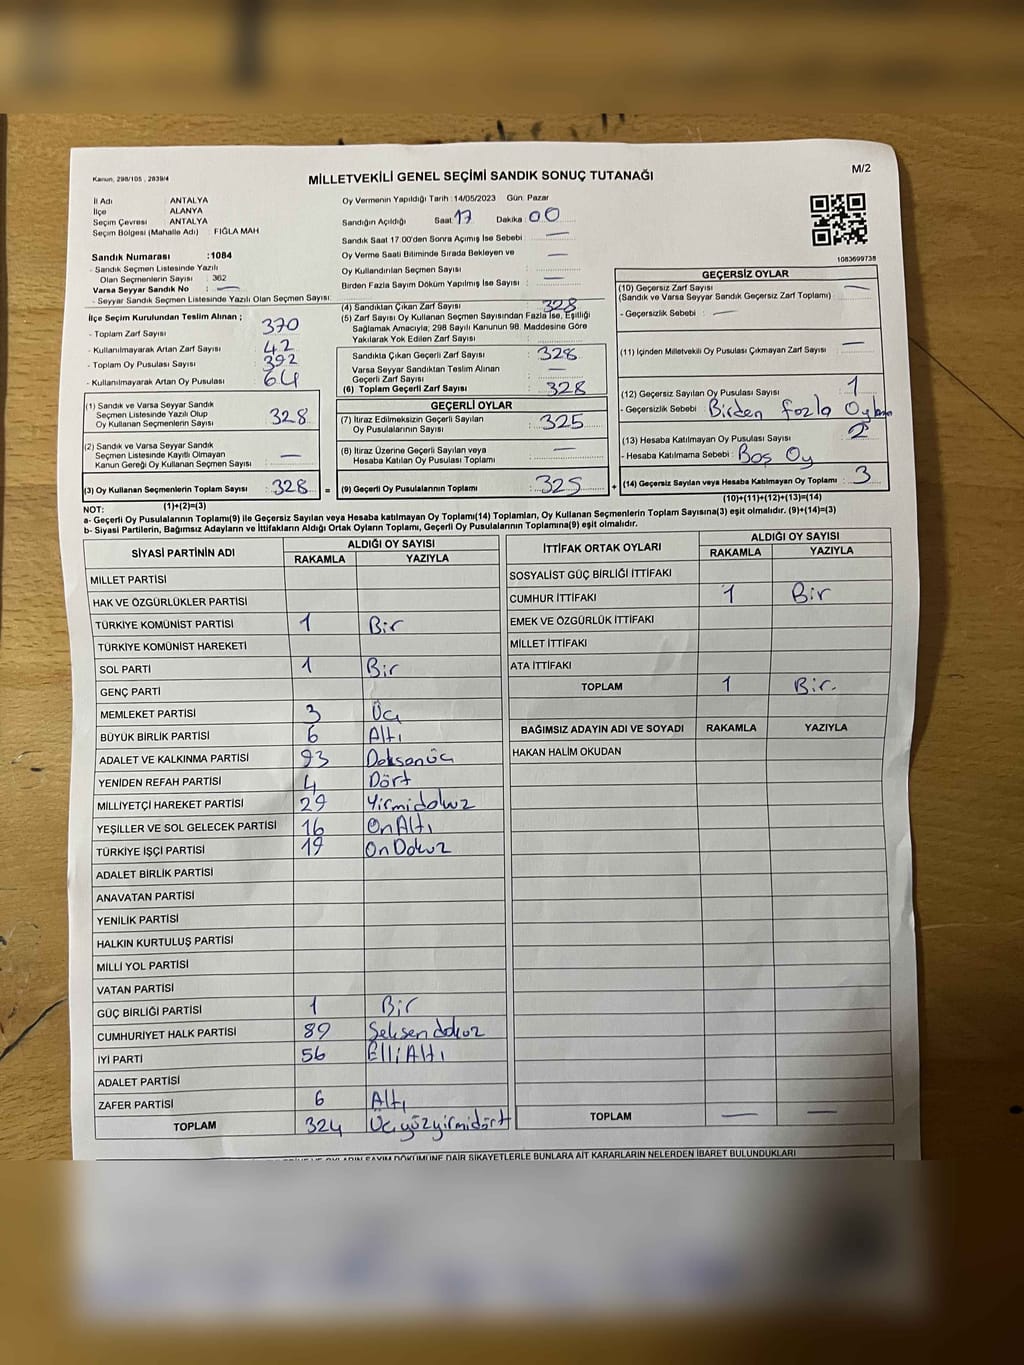 Kanun, 298/105 , 2839/4
MİLLETVEKİLİ GENEL SEÇİMİ SANDIK SONUÇ TUTANAĞI
M/2
İl Adı : ANTALYA
İlçe : ALANYA
Seçim Çevresi : ANTALYA
Seçim Bölgesi (Mahalle Adı) : FIĞLA MAH
Sandık Numarası :1084
- Sandık Seçmen Listesinde Yazılı
Olan Seçmenlerin Sayısı : 362
Varsa Seyyar Sandık No : —
- Seyyar Sandık Seçmen Listesinde Yazılı Olan Seçmen Sayısı:
Oy Vermenin Yapıldığı Tarih :14/05/2023 Gün: Pazar
Sandığın Açıldığı Saat 17 Dakika 00
Sandık Saat 17.00'den Sonra Açımış İse Sebebi : —
Oy Verme Saati Bitiminde Sırada Bekleyen ve
Oy Kullandırılan Seçmen Sayısı : —
Birden Fazla Sayım Döküm Yapılmış İse Sayısı : —
1083699738
İlçe Seçim Kurulundan Teslim Alınan ;
- Toplam Zarf Sayısı : 370
- Kullanılmayarak Artan Zarf Sayısı : 42
- Toplam Oy Pusulası Sayısı : 392
- Kullanılmayarak Artan Oy Pusulası : 64
(1) Sandık ve Varsa Seyyar Sandık
Seçmen Listesinde Yazılı Olup
Oy Kullanan Seçmenlerin Sayısı : 328
(2) Sandık ve Varsa Seyyar Sandık
Seçmen Listesinde Kayıtlı Olmayan
Kanun Gereği Oy Kullanan Seçmen Sayısı : —
(3) Oy Kullanan Seçmenlerin Toplam Sayısı : 328 =
(1)+(2)=(3)
(4) Sandıktan Çıkan Zarf Sayısı : 328
(5) Zarf Sayısı Oy Kullanan Seçmen Sayısından Fazla İse, Eşitliği
Sağlamak Amacıyla; 298 Sayılı Kanunun 98. Maddesine Göre
Yakılarak Yok Edilen Zarf Sayısı :
Sandıkta Çıkan Geçerli Zarf Sayısı : 328
Varsa Seyyar Sandıktan Teslim Alınan
Geçerli Zarf Sayısı : —
(6) Toplam Geçerli Zarf Sayısı : 328
GEÇERLİ OYLAR
(7) İtiraz Edilmeksizin Geçerli Sayılan
Oy Pusulalarının Sayısı : 325
(8) İtiraz Üzerine Geçerli Sayılan veya
Hesaba Katılan Oy Pusulası Toplamı : —
(9) Geçerli Oy Pusulalarının Toplamı : 325 +
GEÇERSİZ OYLAR
(10) Geçersiz Zarf Sayısı : —
(Sandık ve Varsa Seyyar Sandık Geçersiz Zarf Toplamı)
- Geçersizlik Sebebi : —
(11) İçinden Milletvekili Oy Pusulası Çıkmayan Zarf Sayısı : —
(12) Geçersiz Sayılan Oy Pusulası Sayısı : 1
- Geçersizlik Sebebi : Birden fazla
(13) Hesaba Katılmayan Oy Pusulası Sayısı : 2
- Hesaba Katılmama Sebebi : Boş Oy
(14) Geçersiz Sayılan veya Hesaba Katılmayan Oy Toplamı : 3
(10)+(11)+(12)+(13)=(14)
NOT:
a- Geçerli Oy Pusulalarının Toplamı(9) ile Geçersiz Sayılan veya Hesaba katılmayan Oy Toplamı(14) Toplamları, Oy Kullanan Seçmenlerin Toplam Sayısına(3) eşit olmalıdır. (9)+(14)=(3)
b- Siyasi Partilerin, Bağımsız Adayların ve İttifakların Aldığı Ortak Oyların Toplamı, Geçerli Oy Pusulalarının Toplamına(9) eşit olmalıdır.
SİYASİ PARTİNİN ADI ALDIĞI OY SAYISI
RAKAMLA YAZIYLA
MİLLET PARTİSİ
HAK VE ÖZGÜRLÜKLER PARTİSİ
TÜRKİYE KOMÜNİST PARTİSİ 1 Bir
TÜRKİYE KOMÜNİST HAREKETİ
SOL PARTİ 1 Bir
GENÇ PARTİ
MEMLEKET PARTİSİ 3 Üç
BÜYÜK BİRLİK PARTİSİ 6 Altı
ADALET VE KALKINMA PARTİSİ 93 Doksanüç
YENİDEN REFAH PARTİSİ 4 Dört
MİLLİYETÇİ HAREKET PARTİSİ 29 Yirmidokuz
YEŞİLLER VE SOL GELECEK PARTİSİ 16 OnAltı
TÜRKİYE İŞÇİ PARTİSİ 19 OnDokuz
ADALET BİRLİK PARTİSİ
ANAVATAN PARTİSİ
YENİLİK PARTİSİ
HALKIN KURTULUŞ PARTİSİ
MİLLİ YOL PARTİSİ
VATAN PARTİSİ
GÜÇ BİRLİĞİ PARTİSİ 1 Bir
CUMHURİYET HALK PARTİSİ 89 Seksendokuz
İYİ PARTİ 56 ElliAltı
ADALET PARTİSİ
ZAFER PARTİSİ 6 Altı
TOPLAM 324 Üçyüzyirmidört
İTTİFAK ORTAK OYLARI ALDIĞI OY SAYISI
RAKAMLA YAZIYLA
SOSYALİST GÜÇ BİRLİĞİ İTTİFAKI
CUMHUR İTTİFAKI 1 Bir
EMEK VE ÖZGÜRLÜK İTTİFAKI
MİLLET İTTİFAKI
ATA İTTİFAKI
TOPLAM 1 Bir.
BAĞIMSIZ ADAYIN ADI VE SOYADI RAKAMLA YAZIYLA
HAKAN HALİM OKUDAN
TOPLAM — —
SAYIM DÖKÜMÜNE DAİR ŞİKAYETLERLE BUNLARA AİT KARARLARIN NELERDEN İBARET BULUNDUKLARI